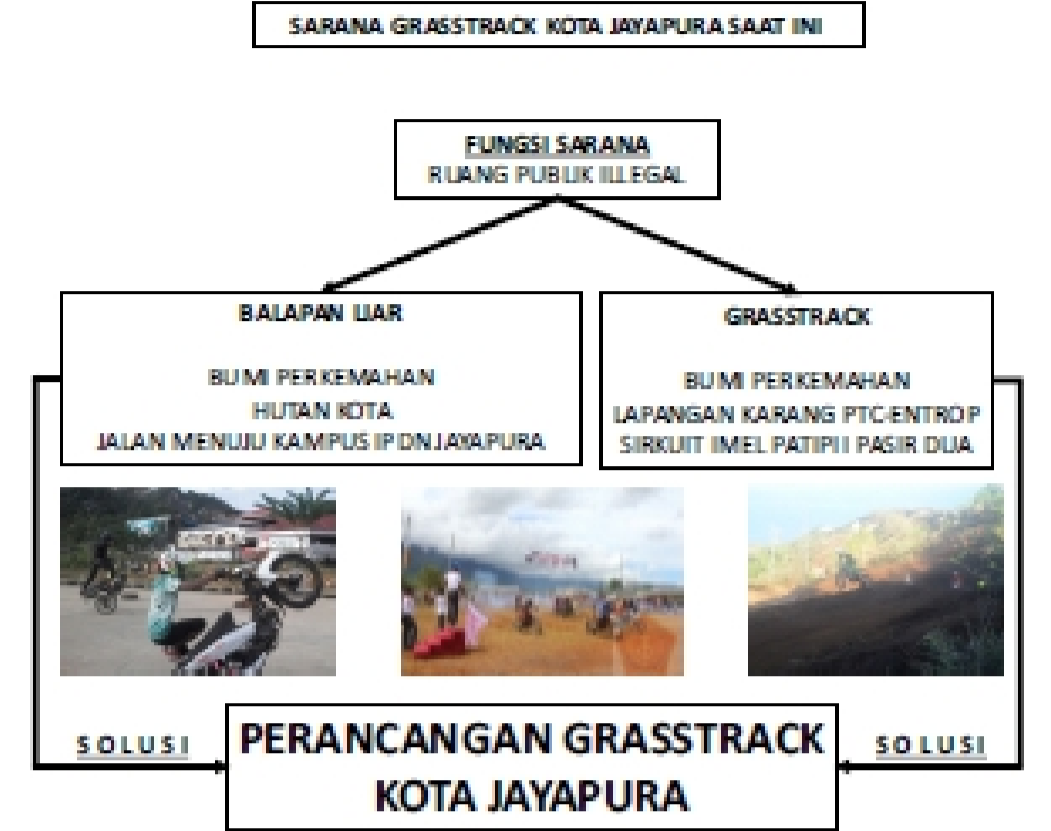 SARANA GRASSTRACK KOTA JAYAPURA SAAT INI
FUNGSI SARANA
RUANG PUBLIK ILLEGAL
BALAPAN LIAR
BUMI PERKEMAHAN
HUTAN KOTA
JALAN MENUJU KAMPUS IPDN JAYAPURA
GRASSTRACK
BUMI PERKEMAHAN
LAPANGAN KARANG PTC-ENTROP
SIRKUIT IMEL PATIPII PASIR DUA
SOLUSI
PERANCANGAN GRASSTRACK
KOTA JAYAPURA
SOLUSI